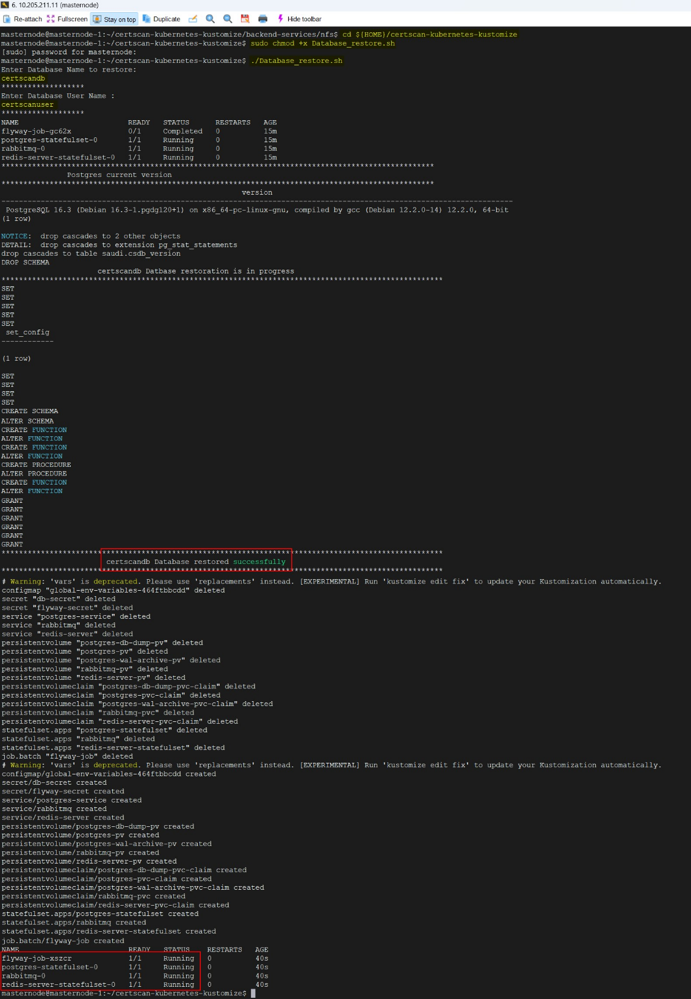 6. 10.205.211.11 (masternode)
Re-attach Fullscreen Stay on top Duplicate Hide toolbar
masternode@masternode-1:~/certscan-kubernetes-kustomize/backend-services/nfs$ cd ${HOME}/certscan-kubernetes-kustomize
masternode@masternode-1:~/certscan-kubernetes-kustomize$ sudo chmod +x Database_restore.sh
[sudo] password for masternode:
masternode@masternode-1:~/certscan-kubernetes-kustomize$ ./Database_restore.sh
Enter Database Name to restore:
certscandb
*******************
Enter Database User Name :
certscanuser
*******************
NAME READY STATUS RESTARTS AGE
flyway-job-gc62x 0/1 Completed 0 15m
postgres-statefulset-0 1/1 Running 0 15m
rabbitmq-0 1/1 Running 0 15m
redis-server-statefulset-0 1/1 Running 0 15m
***************************************************************************************************
Postgres current version
***************************************************************************************************
version
---------------------------------------------------------------------------------------------------------------------
PostgreSQL 16.3 (Debian 16.3-1.pgdg120+1) on x86_64-pc-linux-gnu, compiled by gcc (Debian 12.2.0-14) 12.2.0, 64-bit
(1 row)
NOTICE: drop cascades to 2 other objects
DETAIL: drop cascades to extension pg_stat_statements
drop cascades to table saudi.csdb_version
DROP SCHEMA
certscandb Datbase restoration is in progress
*****************************************************************************************************
SET
SET
SET
SET
SET
set_config
------------
(1 row)
SET
SET
SET
SET
CREATE SCHEMA
ALTER SCHEMA
CREATE FUNCTION
ALTER FUNCTION
CREATE FUNCTION
ALTER FUNCTION
CREATE PROCEDURE
ALTER PROCEDURE
CREATE FUNCTION
ALTER FUNCTION
GRANT
GRANT
GRANT
GRANT
GRANT
GRANT
*****************************************************************************************************
certscandb Database restored successfully
*****************************************************************************************************
# Warning: 'vars' is deprecated. Please use 'replacements' instead. [EXPERIMENTAL] Run 'kustomize edit fix' to update your Kustomization automatically.
configmap "global-env-variables-464ftbbcdd" deleted
secret "db-secret" deleted
secret "flyway-secret" deleted
service "postgres-service" deleted
service "rabbitmq" deleted
service "redis-server" deleted
persistentvolume "postgres-db-dump-pv" deleted
persistentvolume "postgres-pv" deleted
persistentvolume "postgres-wal-archive-pv" deleted
persistentvolume "rabbitmq-pv" deleted
persistentvolume "redis-server-pv" deleted
persistentvolumeclaim "postgres-db-dump-pvc-claim" deleted
persistentvolumeclaim "postgres-pvc-claim" deleted
persistentvolumeclaim "postgres-wal-archive-pvc-claim" deleted
persistentvolumeclaim "rabbitmq-pvc" deleted
persistentvolumeclaim "redis-server-pvc-claim" deleted
statefulset.apps "postgres-statefulset" deleted
statefulset.apps "rabbitmq" deleted
statefulset.apps "redis-server-statefulset" deleted
job.batch "flyway-job" deleted
# Warning: 'vars' is deprecated. Please use 'replacements' instead. [EXPERIMENTAL] Run 'kustomize edit fix' to update your Kustomization automatically.
configmap/global-env-variables-464ftbbcdd created
secret/db-secret created
secret/flyway-secret created
service/postgres-service created
service/rabbitmq created
service/redis-server created
persistentvolume/postgres-db-dump-pv created
persistentvolume/postgres-pv created
persistentvolume/postgres-wal-archive-pv created
persistentvolume/rabbitmq-pv created
persistentvolume/redis-server-pv created
persistentvolumeclaim/postgres-db-dump-pvc-claim created
persistentvolumeclaim/postgres-pvc-claim created
persistentvolumeclaim/postgres-wal-archive-pvc-claim created
persistentvolumeclaim/rabbitmq-pvc created
persistentvolumeclaim/redis-server-pvc-claim created
statefulset.apps/postgres-statefulset created
statefulset.apps/rabbitmq created
statefulset.apps/redis-server-statefulset created
job.batch/flyway-job created
NAME READY STATUS RESTARTS AGE
flyway-job-xszcr 1/1 Running 0 40s
postgres-statefulset-0 1/1 Running 0 40s
rabbitmq-0 1/1 Running 0 40s
redis-server-statefulset-0 1/1 Running 0 40s
masternode@masternode-1:~/certscan-kubernetes-kustomize$